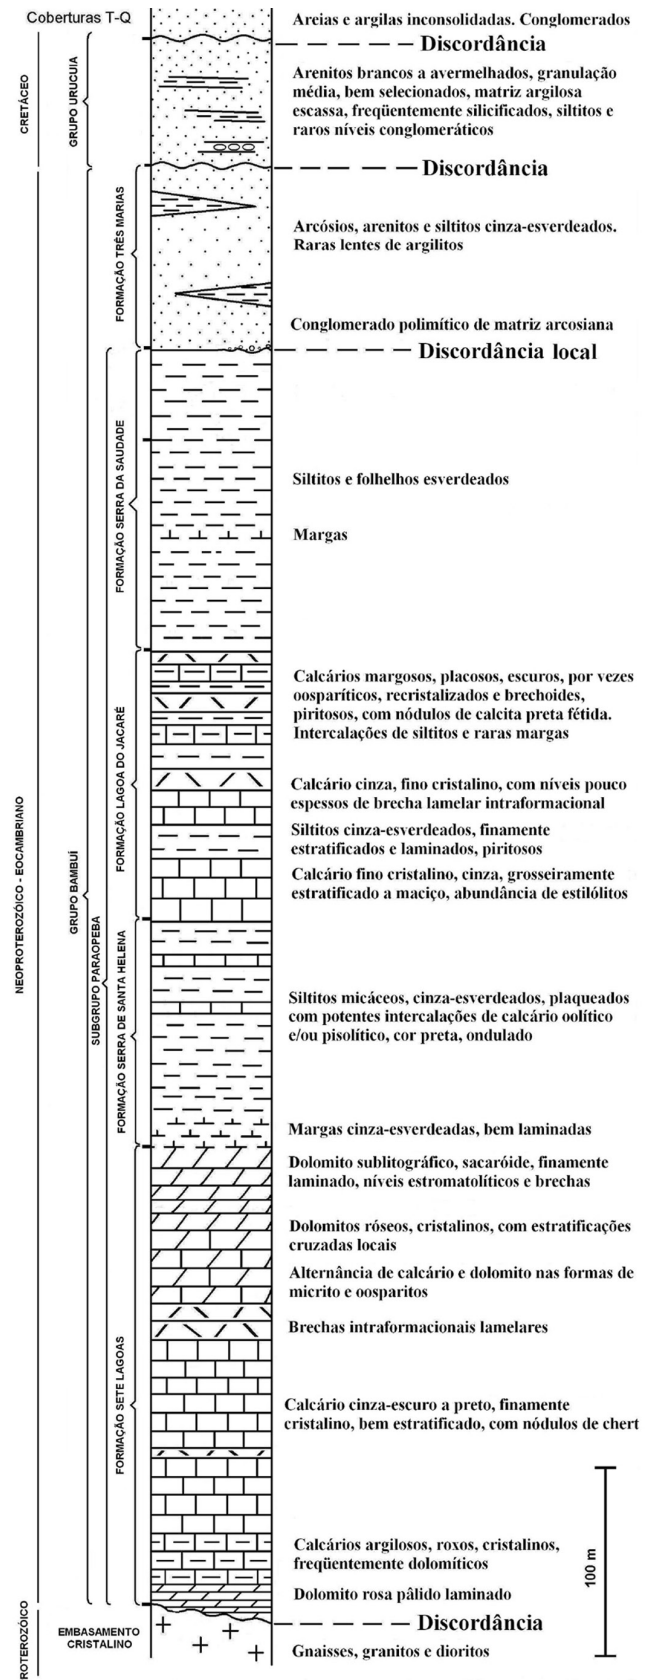 Coberturas T-Q
Areias e argilas inconsolidadas. Conglomerados
Discordância
CRETÁCEO
GRUPO URUCUIA
Arenitos brancos a avermelhados, granulação
média, bem selecionados, matriz argilosa
escassa, freqüentemente silicificados, siltitos e
raros níveis conglomeráticos
Discordância
NEOPROTEROZÓICO - EOCAMBRIANO
GRUPO BAMBUÍ
FORMAÇÃO TRÊS MARIAS
Arcósios, arenitos e siltitos cinza-esverdeados.
Raras lentes de argilitos
Conglomerado polimítico de matriz arcosiana
Discordância local
SUBGRUPO PARAOPEBA
FORMAÇÃO SERRA DA SAUDADE
Siltitos e folhelhos esverdeados
Margas
FORMAÇÃO LAGOA DO JACARÉ
Calcários margosos, placosos, escuros, por vezes
oosparíticos, recristalizados e brechoides,
piritosos, com nódulos de calcita preta fétida.
Intercalações de siltitos e raras margas
Calcário cinza, fino cristalino, com níveis pouco
espessos de brecha lamelar intraformacional
Siltitos cinza-esverdeados, finamente
estratificados e laminados, piritosos
Calcário fino cristalino, cinza, grosseiramente
estratificado a maciço, abundância de estilólitos
FORMAÇÃO SERRA DE SANTA HELENA
Siltitos micáceos, cinza-esverdeados, plaqueados
com potentes intercalações de calcário oolítico
e/ou pisolítico, cor preta, ondulado
Margas cinza-esverdeadas, bem laminadas
FORMAÇÃO SETE LAGOAS
Dolomito sublitográfico, sacaróide, finamente
laminado, níveis estromatolíticos e brechas
Dolomitos róseos, cristalinos, com estratificações
cruzadas locais
Alternância de calcário e dolomito nas formas de
micrito e oosparitos
Brechas intraformacionais lamelares
Calcário cinza-escuro a preto, finamente
cristalino, bem estratificado, com nódulos de chert
Calcários argilosos, roxos, cristalinos,
freqüentemente dolomíticos
Dolomito rosa pâlido laminado
100 m
Discordância
ROTEROZÓICO
EMBASAMENTO
CRISTALINO
Gnaisses, granitos e dioritos